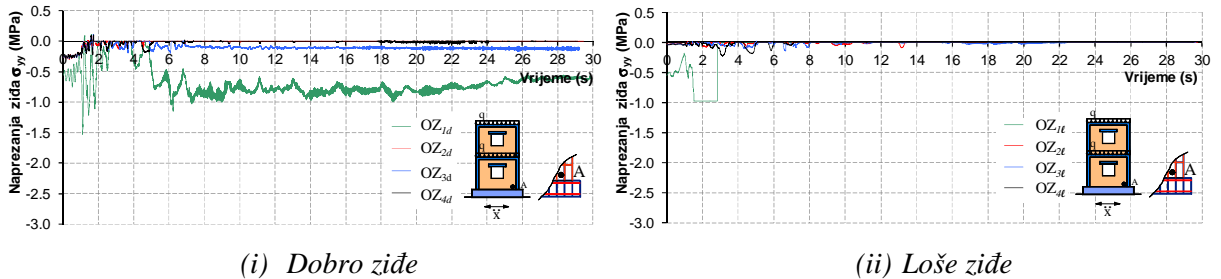 Naprezanja ziđa σyy (MPa)
0.5
0.0
-0.5
-1.0
-1.5
-2.0
-2.5
-3.0
0 2 4 6 8 10 12 14 16 18 20 22 24 26 28 30
Vrijeme (s)
OZ1d
OZ2d
OZ3d
OZ4d
q
q
A
ẍ
A
(i) Dobro ziđe
Naprezanja ziđa σyy (MPa)
0.5
0.0
-0.5
-1.0
-1.5
-2.0
-2.5
-3.0
0 2 4 6 8 10 12 14 16 18 20 22 24 26 28 30
Vrijeme (s)
OZ1ℓ
OZ2ℓ
OZ3ℓ
OZ4ℓ
q
q
A
ẍ
A
(ii) Loše ziđe